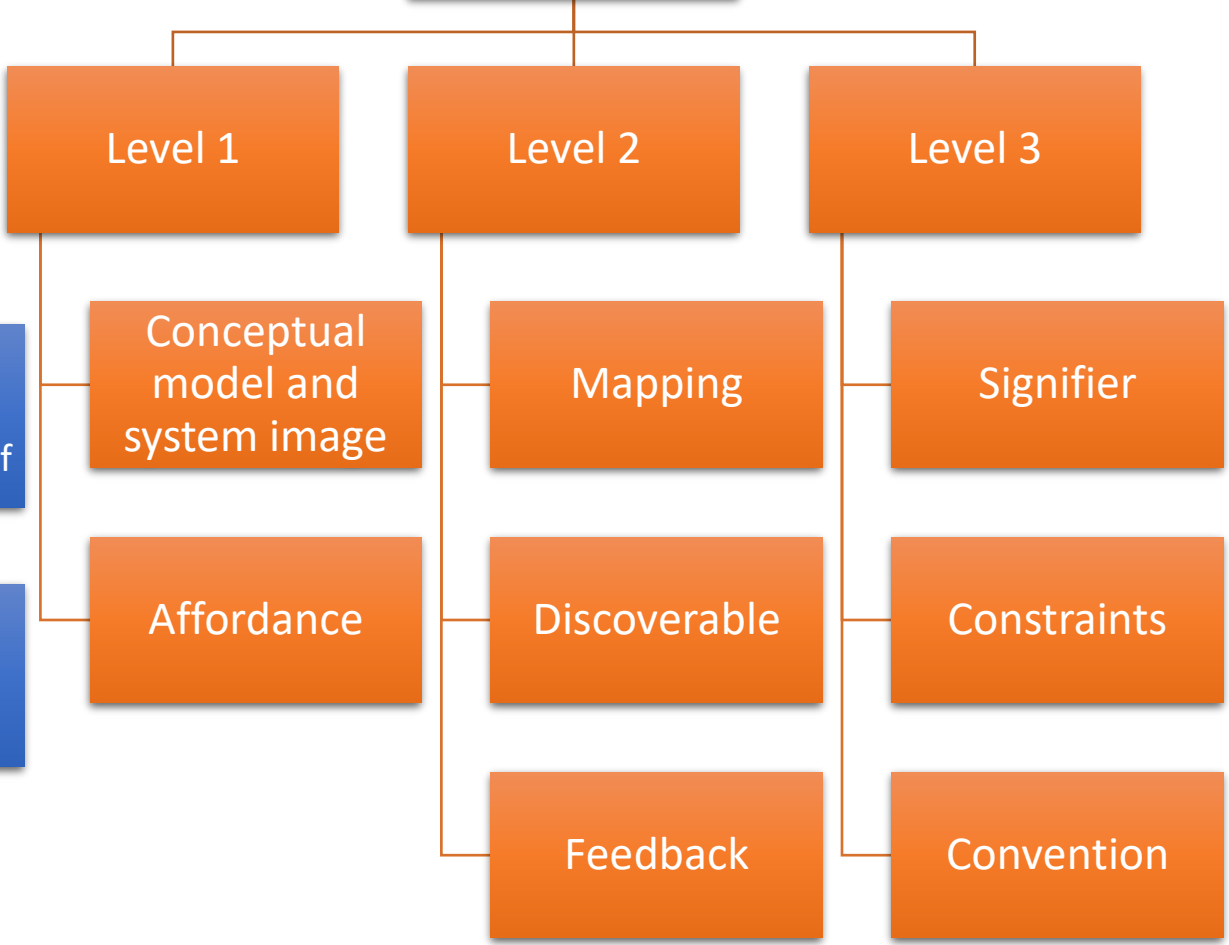 Level 1
Level 2
Level 3
Conceptual
model and
system image
Mapping
Signifier
f
Affordance
Discoverable
Constraints
Feedback
Convention